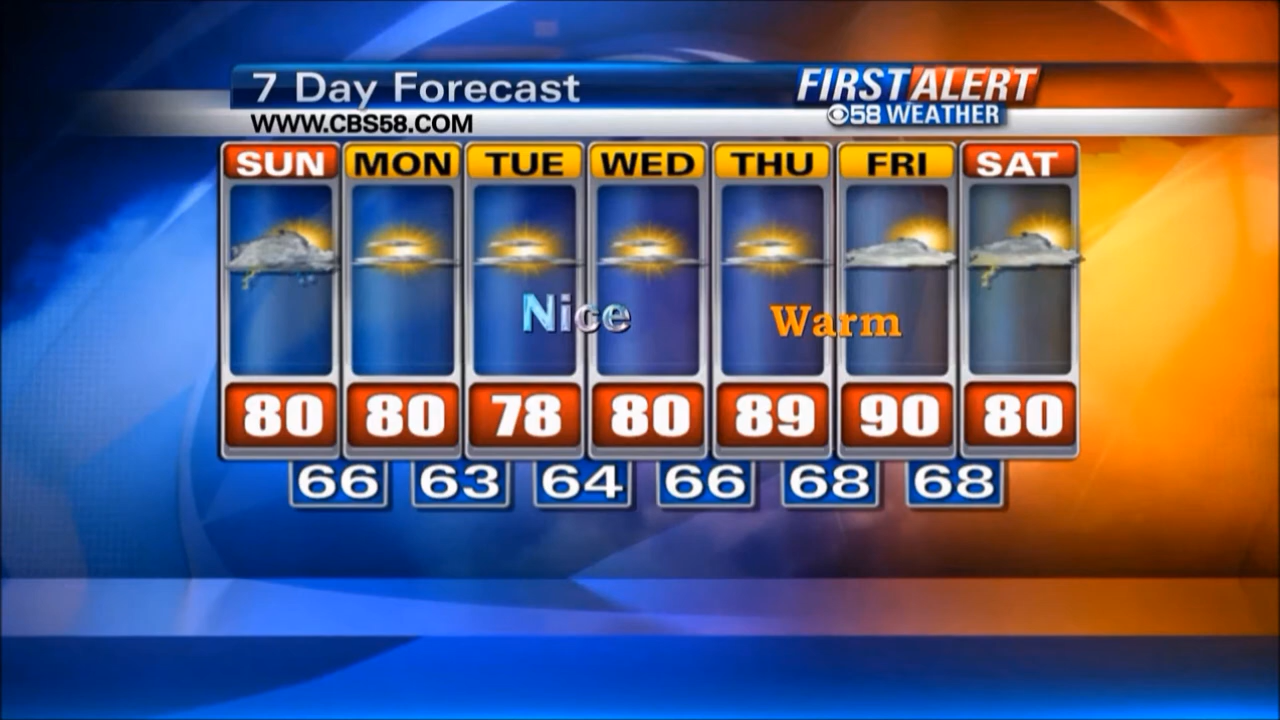 7 Day Forecast
FIRST ALERT
WWW.CBS58.COM
58 WEATHER
SUN MON TUE WED THU FRI SAT
Nice
Warm
80 80 78 80 89 90 80
66 63 64 66 68 68